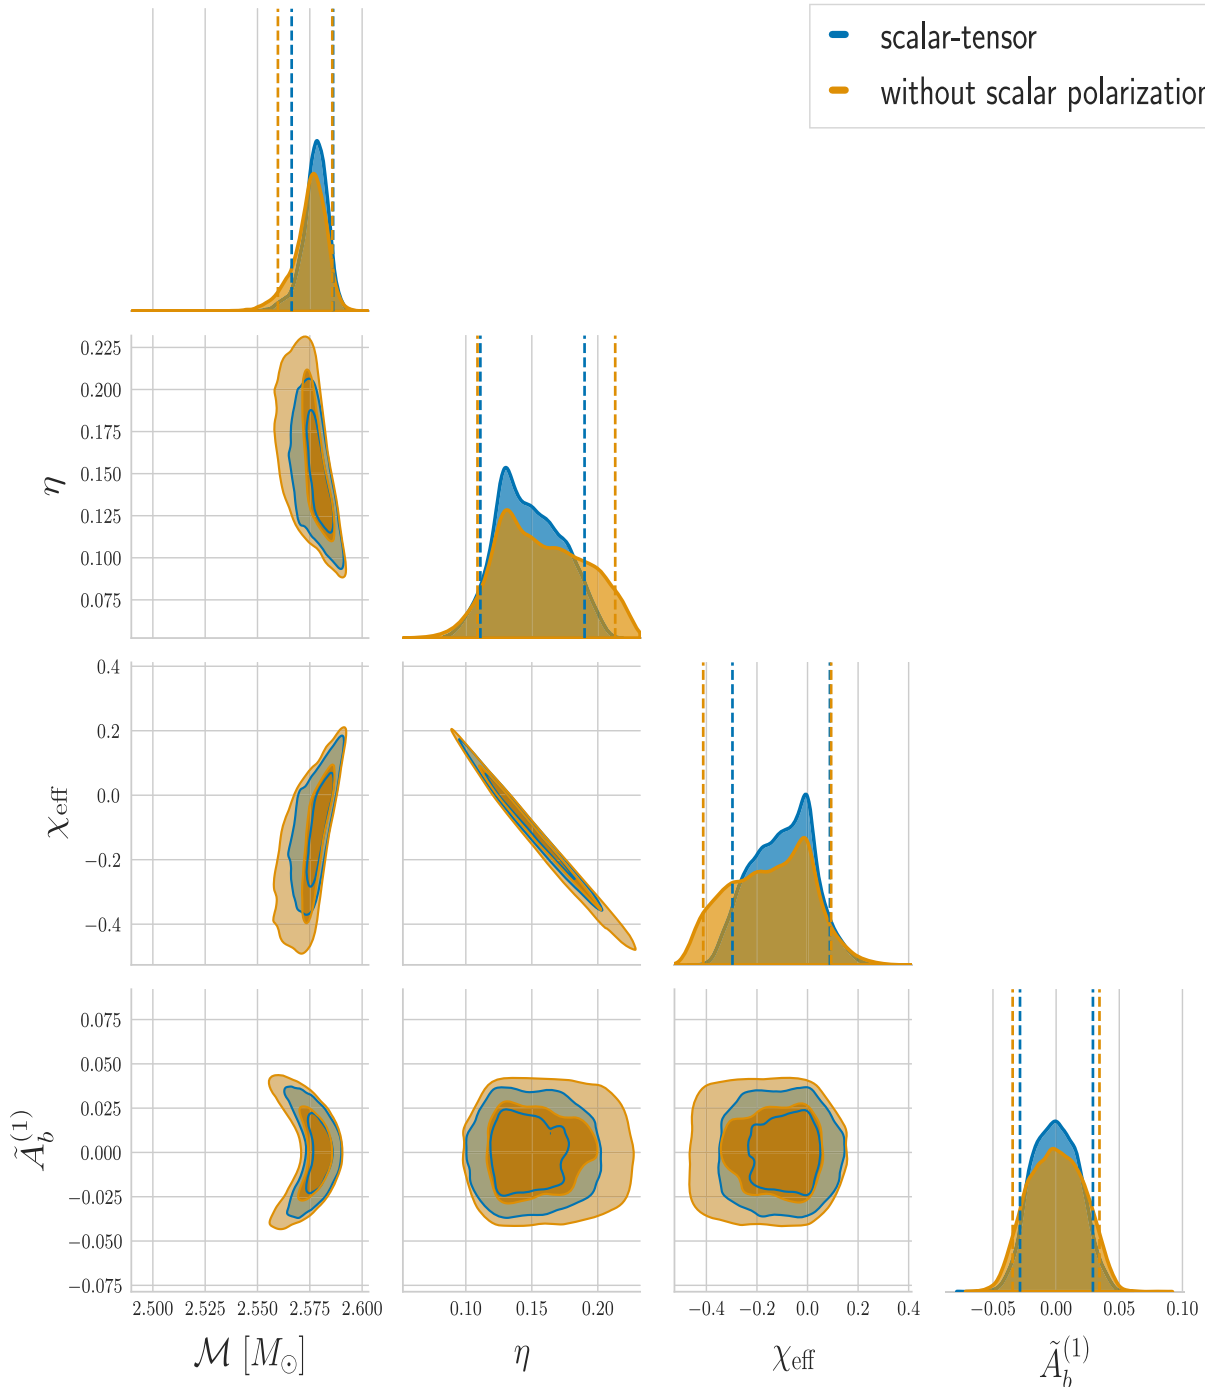 scalar-tensor
without scalar polarization
0.225
0.200
0.175
0.150
0.125
0.100
0.075
η
0.4
0.2
0.0
−0.2
−0.4
χeff
0.075
0.050
0.025
0.000
−0.025
−0.050
−0.075
Ã_b^(1)
2.500 2.525 2.550 2.575 2.600
0.10 0.15 0.20
−0.4 −0.2 0.0 0.2 0.4
−0.05 0.00 0.05 0.10
ℳ [M⊙]
η
χeff
Ã_b^(1)